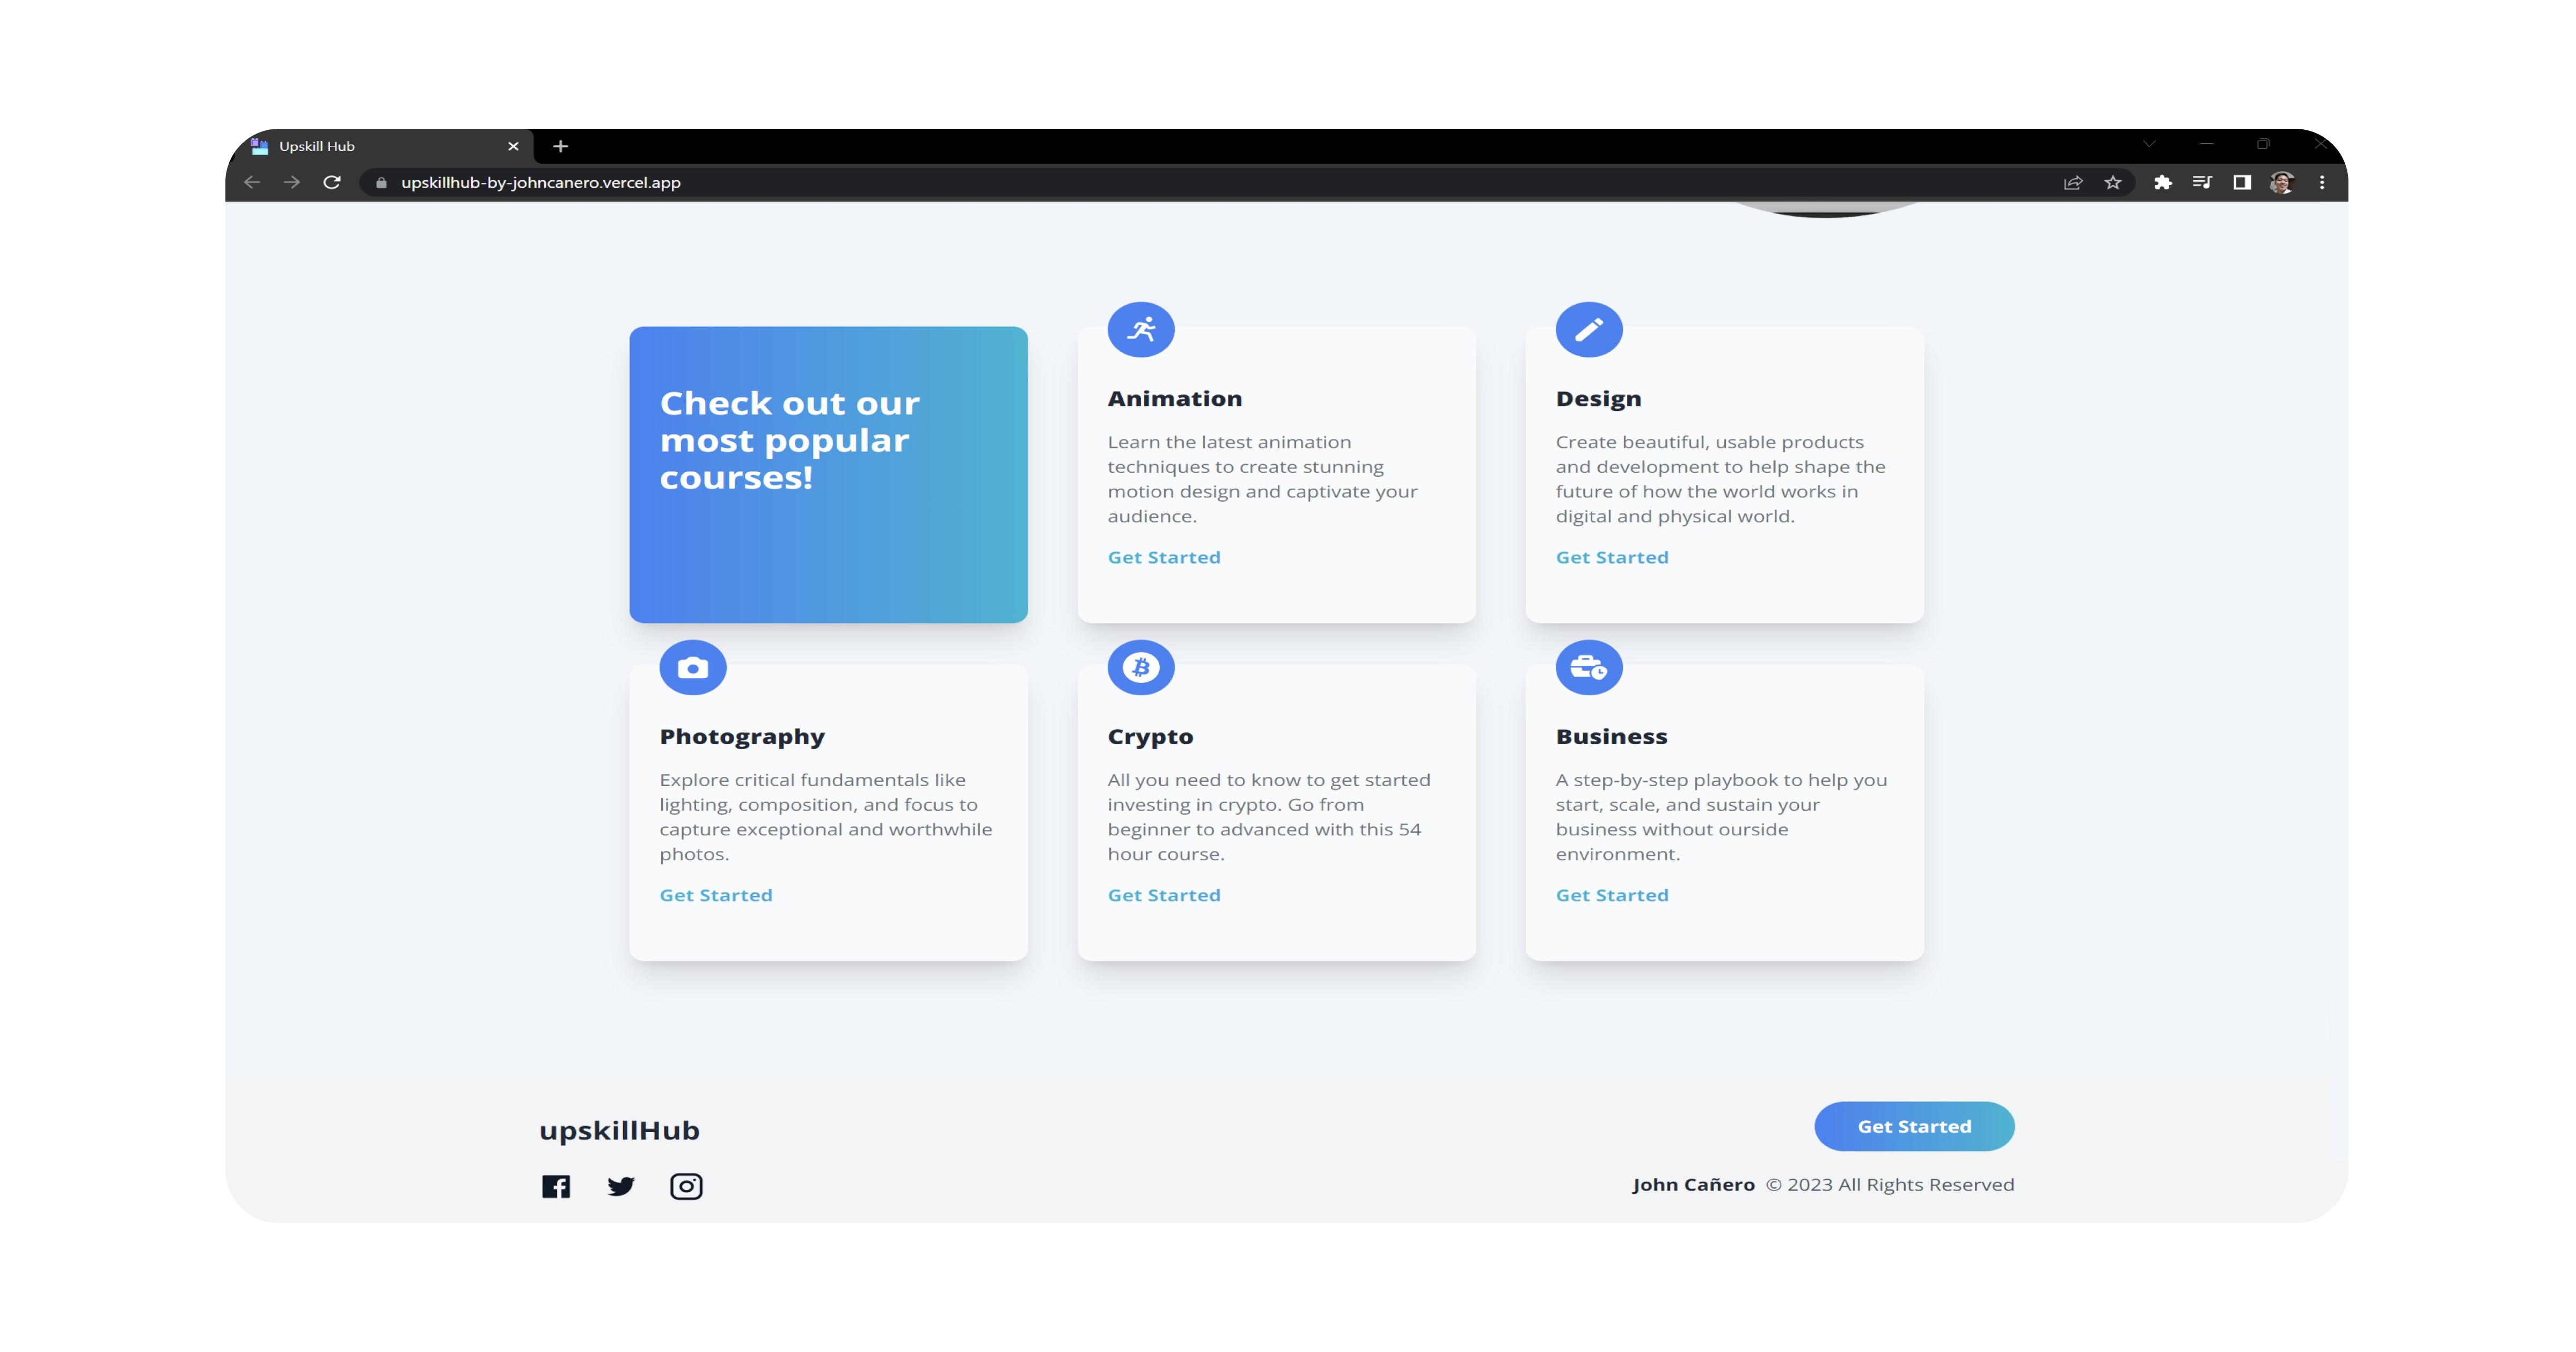 Upskill Hub
upskillhub-by-johncanero.vercel.app
Check out our
most popular
courses!
Animation
Learn the latest animation
techniques to create stunning
motion design and captivate your
audience.
Get Started
Design
Create beautiful, usable products
and development to help shape the
future of how the world works in
digital and physical world.
Get Started
Photography
Explore critical fundamentals like
lighting, composition, and focus to
capture exceptional and worthwhile
photos.
Get Started
Crypto
All you need to know to get started
investing in crypto. Go from
beginner to advanced with this 54
hour course.
Get Started
Business
A step-by-step playbook to help you
start, scale, and sustain your
business without ourside
environment.
Get Started
upskillHub
Get Started
John Cañero © 2023 All Rights Reserved